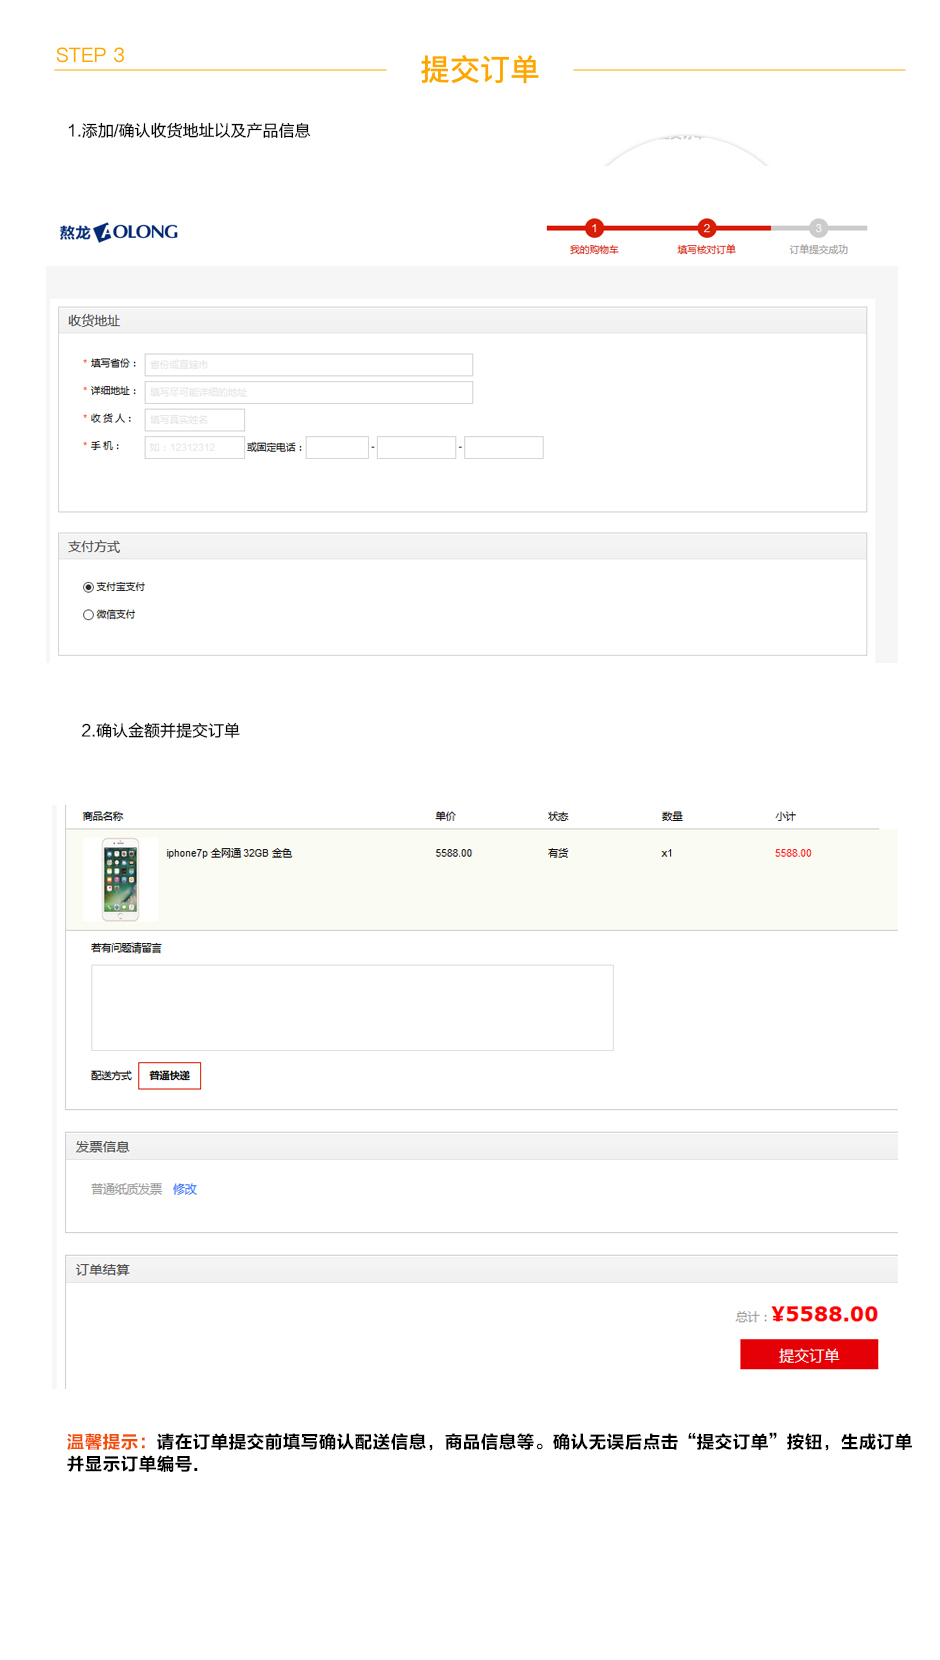 STEP 3
提交订单
1.添加/确认收货地址以及产品信息
熬龙 AOLONG
1 2 3
我的购物车 填写核对订单 订单提交成功
收货地址
* 填写省份： 省份或直辖市
* 详细地址： 填写尽可能详细的地址
* 收 货 人： 填写真实姓名
* 手 机： 如：12312312 或固定电话： - -
支付方式
支付宝支付
微信支付
2.确认金额并提交订单
商品名称 单价 状态 数量 小计
iphone7p 全网通 32GB 金色 5588.00 有货 x1 5588.00
若有问题请留言
配送方式 普通快递
发票信息
普通纸质发票 修改
订单结算
总计：¥5588.00
提交订单
温馨提示：请在订单提交前填写确认配送信息，商品信息等。确认无误后点击“提交订单”按钮，生成订单
并显示订单编号.